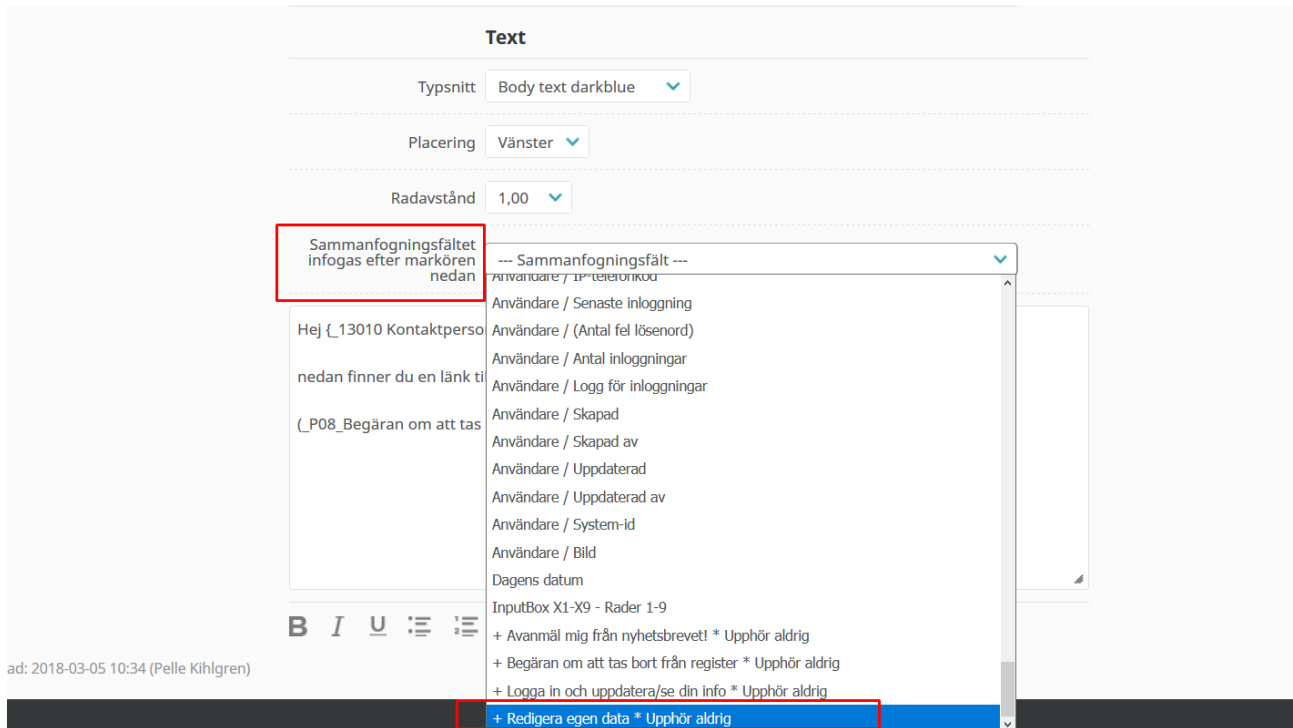 Text
Typsnitt
Body text darkblue
Placering
Vänster
Radavstånd
1,00
Sammanfogningsfältet
infogas efter markören
nedan
--- Sammanfogningsfält ---
Användare / IP-telefonkod
Användare / Senaste inloggning
Användare / (Antal fel lösenord)
Användare / Antal inloggningar
Användare / Logg för inloggningar
Användare / Skapad
Användare / Skapad av
Användare / Uppdaterad
Användare / Uppdaterad av
Användare / System-id
Användare / Bild
Dagens datum
InputBox X1-X9 - Rader 1-9
+ Avanmäl mig från nyhetsbrevet! * Upphör aldrig
+ Begäran om att tas bort från register * Upphör aldrig
+ Logga in och uppdatera/se din info * Upphör aldrig
+ Redigera egen data * Upphör aldrig
Hej {_13010 Kontaktperso
nedan finner du en länk til
(_P08_Begäran om att tas
B I U
ad: 2018-03-05 10:34 (Pelle Kihlgren)